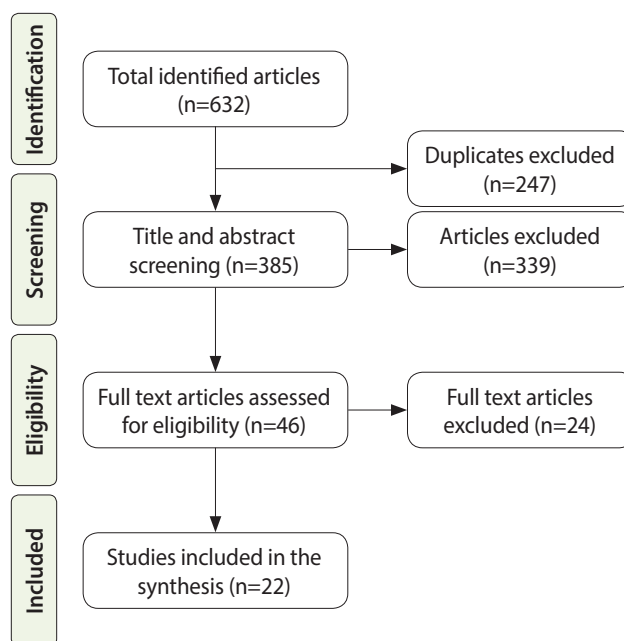 Identification
Total identified articles
(n=632)
Duplicates excluded
(n=247)
Screening
Title and abstract
screening (n=385)
Articles excluded
(n=339)
Eligibility
Full text articles assessed
for eligibility (n=46)
Full text articles
excluded (n=24)
Included
Studies included in the
synthesis (n=22)